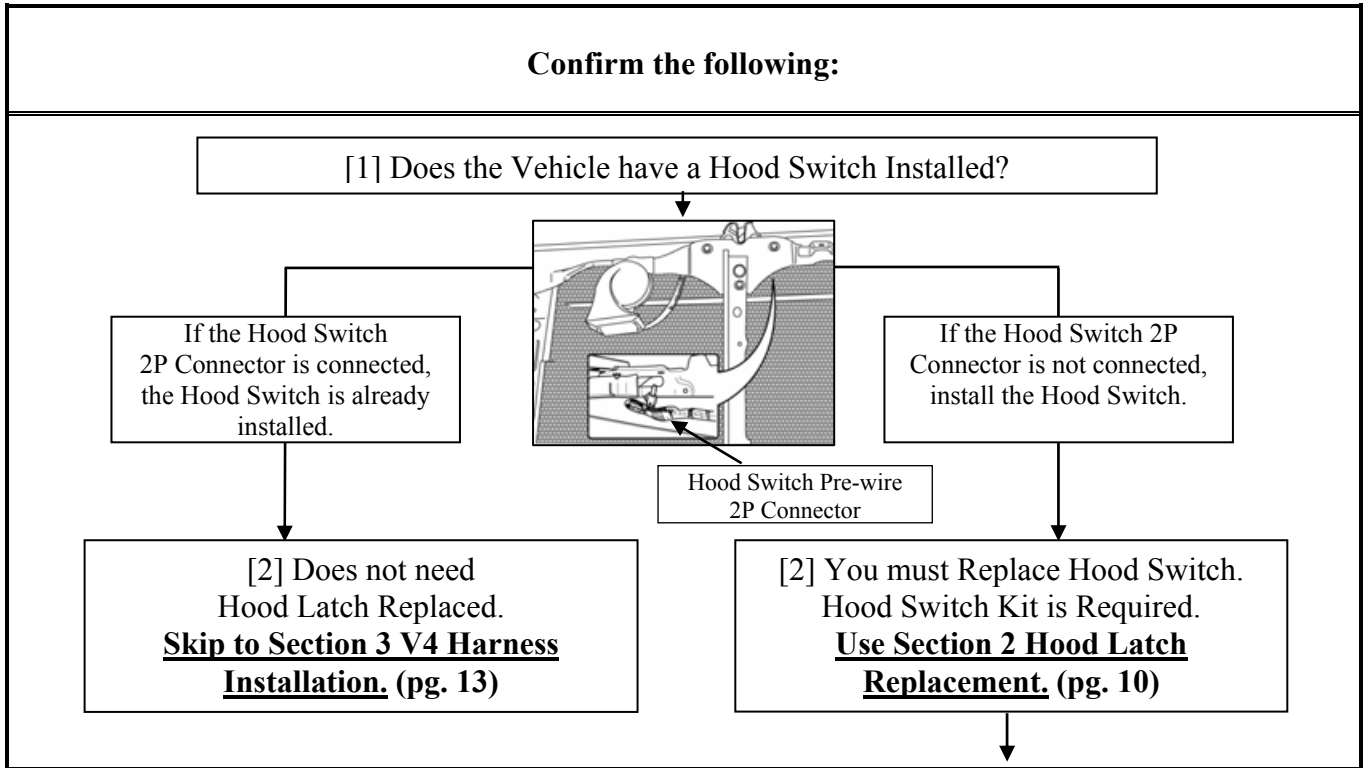 Confirm the following:
[1] Does the Vehicle have a Hood Switch Installed?
If the Hood Switch
2P Connector is connected,
the Hood Switch is already
installed.
If the Hood Switch 2P
Connector is not connected,
install the Hood Switch.
Hood Switch Pre-wire
2P Connector
[2] Does not need
Hood Latch Replaced.
Skip to Section 3 V4 Harness
Installation. (pg. 13)
[2] You must Replace Hood Switch.
Hood Switch Kit is Required.
Use Section 2 Hood Latch
Replacement. (pg. 10)